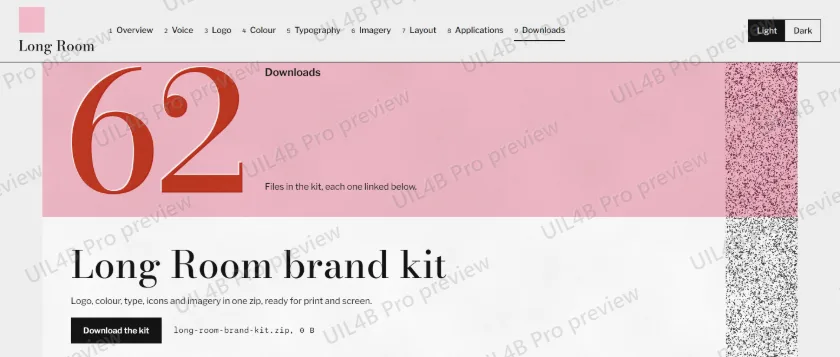 Long Room
1 Overview 2 Voice 3 Logo 4 Colour 5 Typography 6 Imagery 7 Layout 8 Applications 9 Downloads
Light Dark
62
Downloads
Files in the kit, each one linked below.
Long Room brand kit
Logo, colour, type, icons and imagery in one zip, ready for print and screen.
Download the kit
long-room-brand-kit.zip, 0 B
UIL4B Pro preview